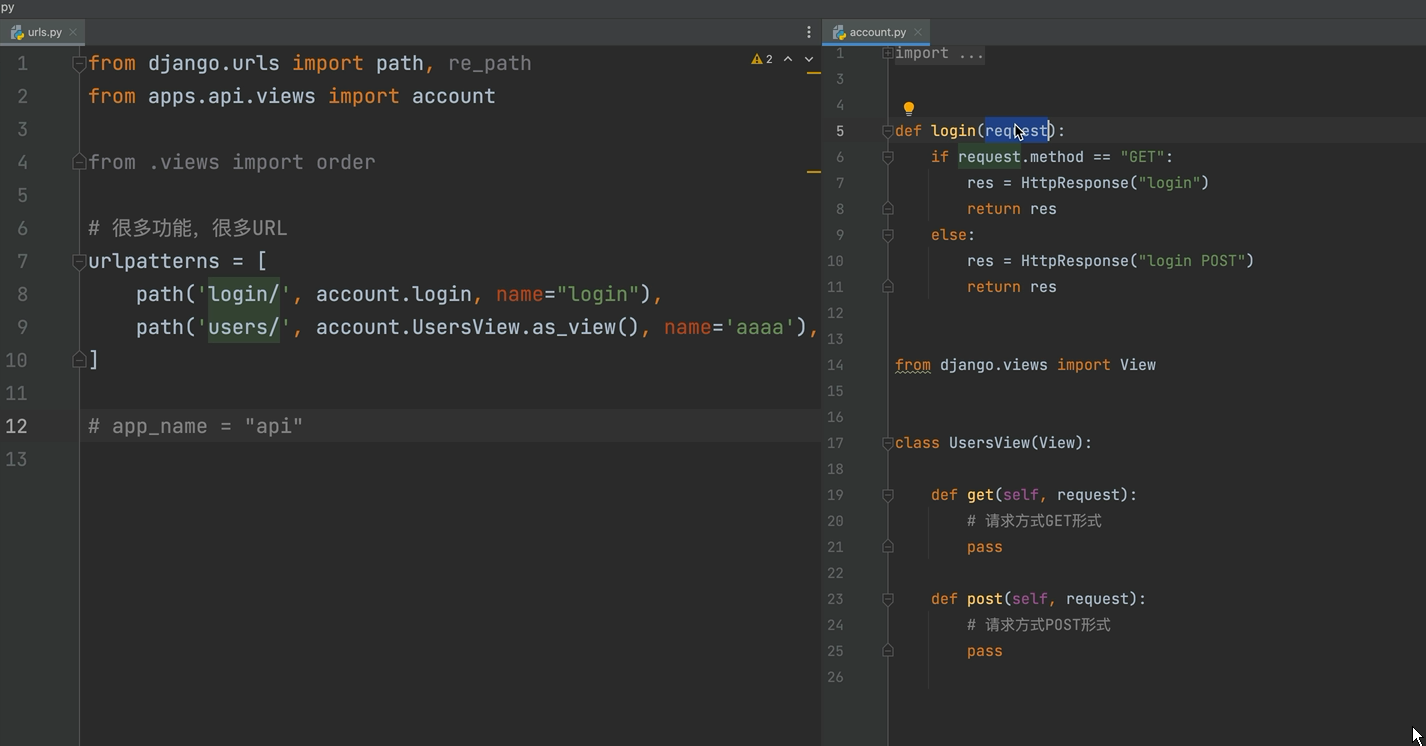 py
urls.py
2
1 from django.urls import path, re_path
2 from apps.api.views import account
3
4 from .views import order
5
6 # 很多功能，很多URL
7 urlpatterns = [
8     path('login/', account.login, name="login"),
9     path('users/', account.UsersView.as_view(), name='aaaa'),
10 ]
11
12 # app_name = "api"
13
account.py
1 import ...
3
4
5 def login(request):
6     if request.method == "GET":
7         res = HttpResponse("login")
8         return res
9     else:
10         res = HttpResponse("login POST")
11         return res
12
13
14 from django.views import View
15
16
17 class UsersView(View):
18
19     def get(self, request):
20         # 请求方式GET形式
21         pass
22
23     def post(self, request):
24         # 请求方式POST形式
25         pass
26